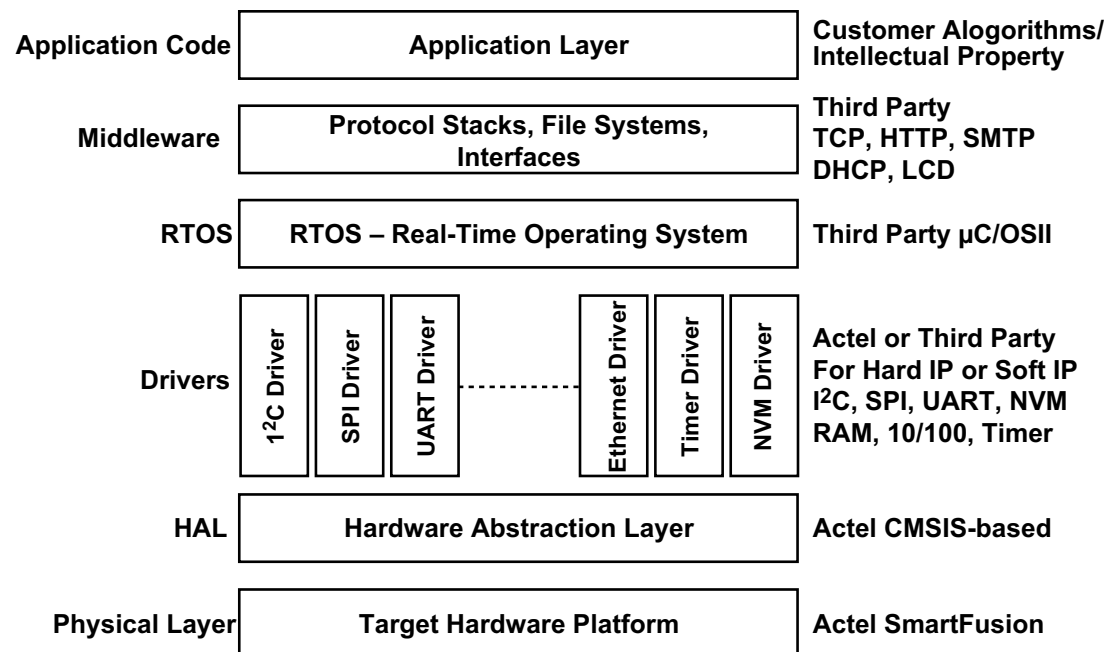 Application Code
Application Layer
Customer Alogorithms/
Intellectual Property
Middleware
Protocol Stacks, File Systems,
Interfaces
Third Party
TCP, HTTP, SMTP
DHCP, LCD
RTOS
RTOS – Real-Time Operating System
Third Party µC/OSII
Drivers
1²C Driver
SPI Driver
UART Driver
Ethernet Driver
Timer Driver
NVM Driver
Actel or Third Party
For Hard IP or Soft IP
I²C, SPI, UART, NVM
RAM, 10/100, Timer
HAL
Hardware Abstraction Layer
Actel CMSIS-based
Physical Layer
Target Hardware Platform
Actel SmartFusion